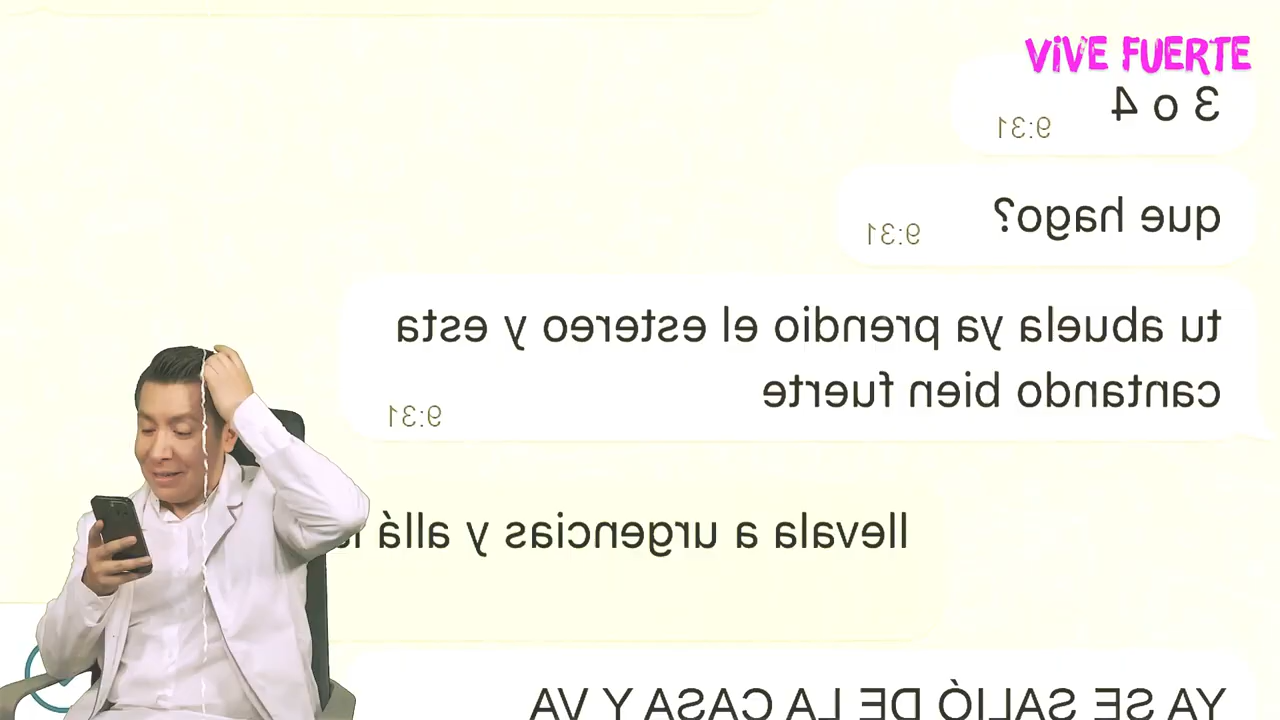 VIVE FUERTE
3 o 4
9:31
que hago?
9:31
tu abuela ya prendio el estereo y esta
cantando bien fuerte
9:31
llevala a urgencias y allá
YA SE SALIÓ DE LA CASA Y VA